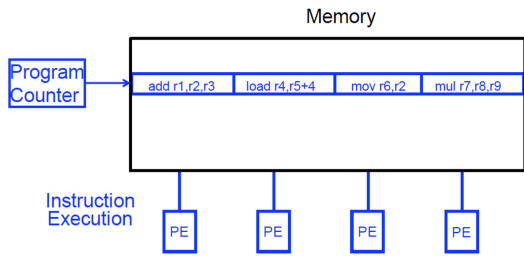 Memory
Program
Counter
add r1,r2,r3
load r4,r5+4
mov r6,r2
mul r7,r8,r9
Instruction
Execution
PE
PE
PE
PE